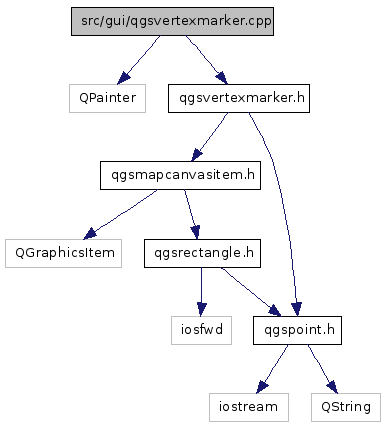 src/gui/qgsvertexmarker.cpp
QPainter
qgsvertexmarker.h
qgsmapcanvasitem.h
QGraphicsItem
qgsrectangle.h
iosfwd
qgspoint.h
iostream
QString